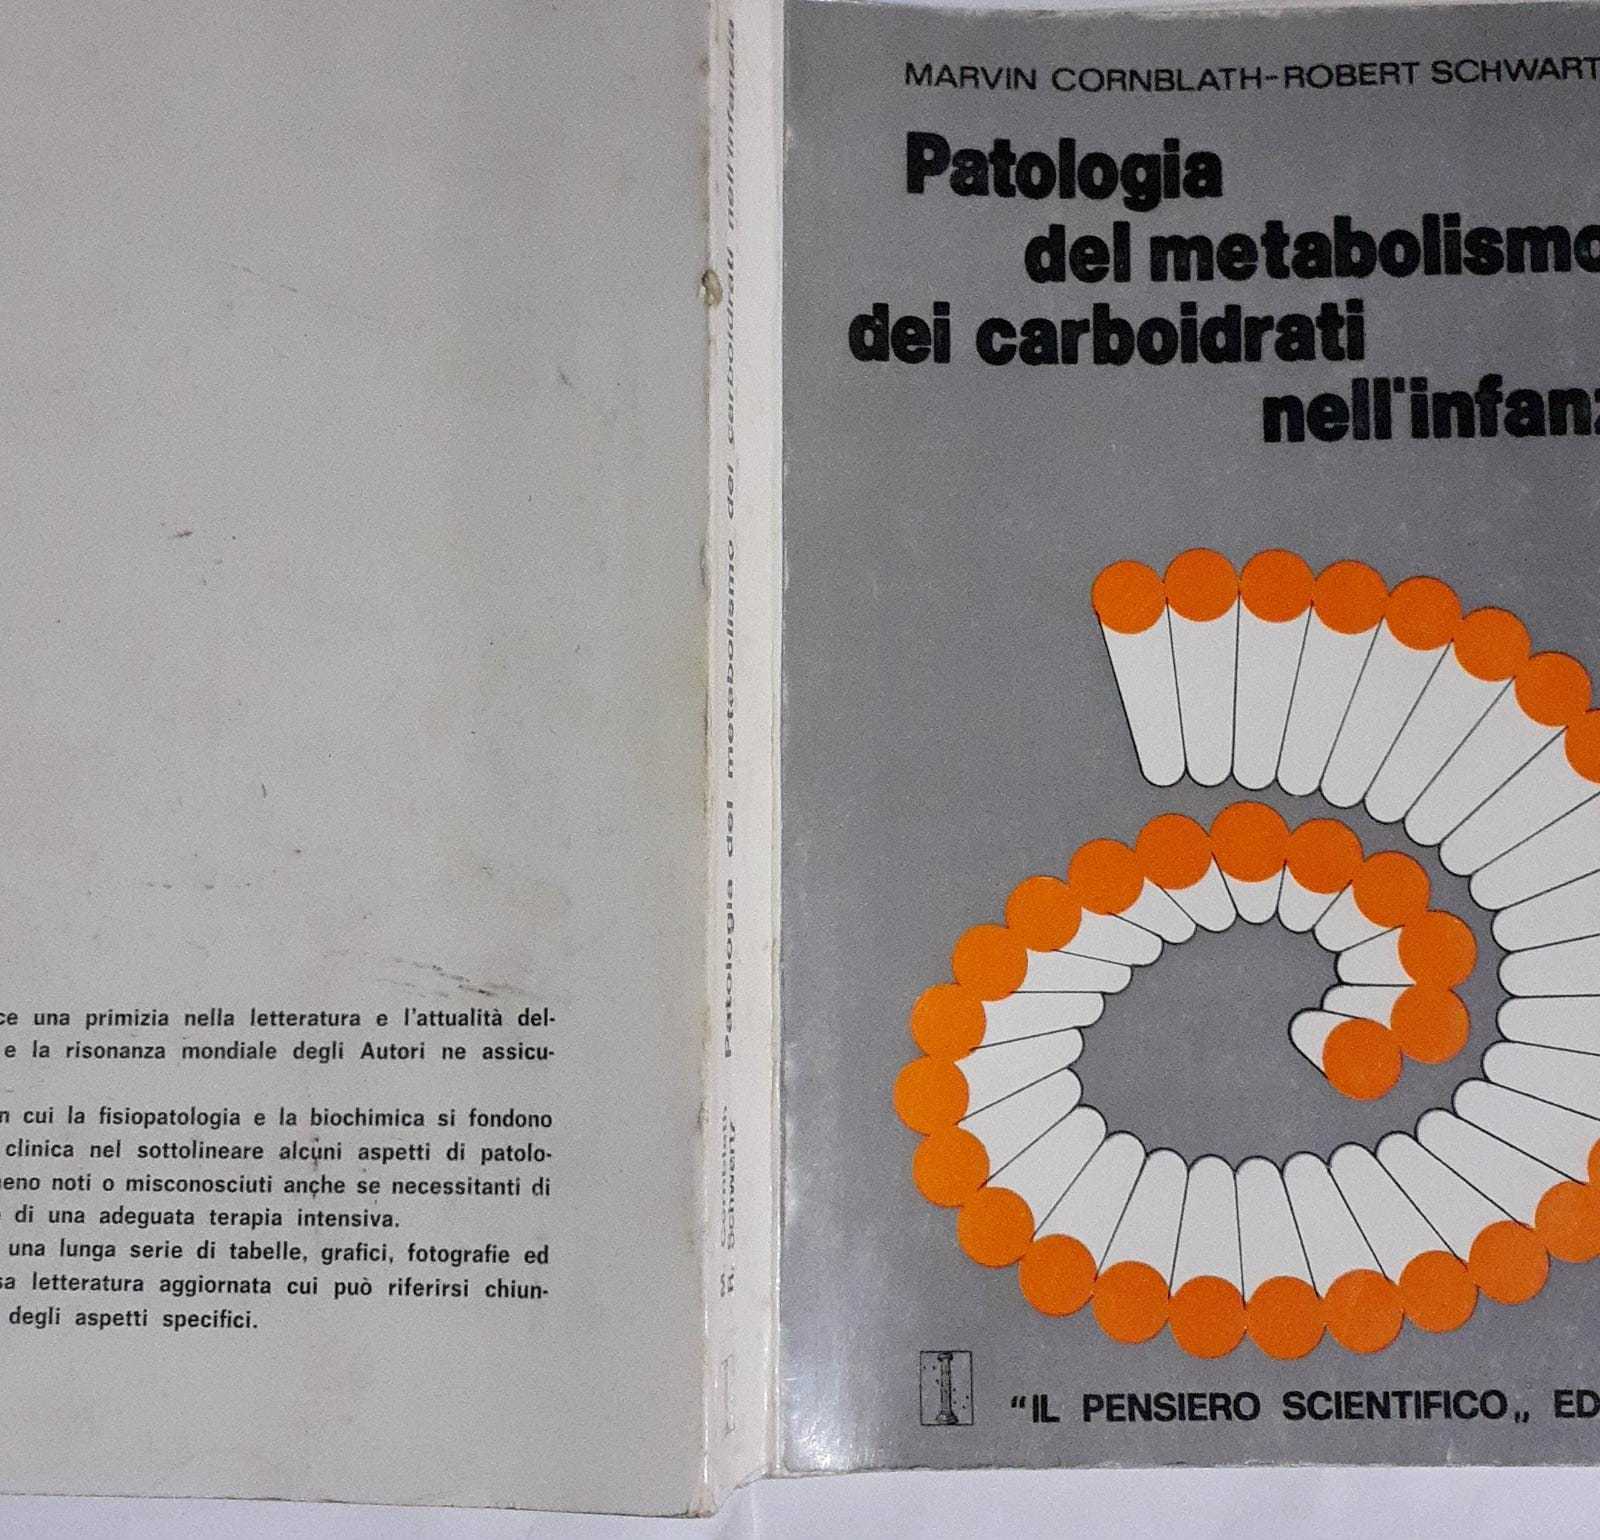 ce una primizia nella letteratura e l'attualità del-
e la risonanza mondiale degli Autori ne assicu-
n cui la fisiopatologia e la biochimica si fondono
clinica nel sottolineare alcuni aspetti di patolo-
eno noti o misconosciuti anche se necessitanti di
di una adeguata terapia intensiva.
una lunga serie di tabelle, grafici, fotografie ed
sa letteratura aggiornata cui può riferirsi chiun-
degli aspetti specifici.
M. Cornblath
R. Schwartz
Patologia del metabolismo dei carboidrati nell'infanzia
MARVIN CORNBLATH-ROBERT SCHWART
Patologia
del metabolismo
dei carboidrati
nell'infanz
"IL PENSIERO SCIENTIFICO„ ED